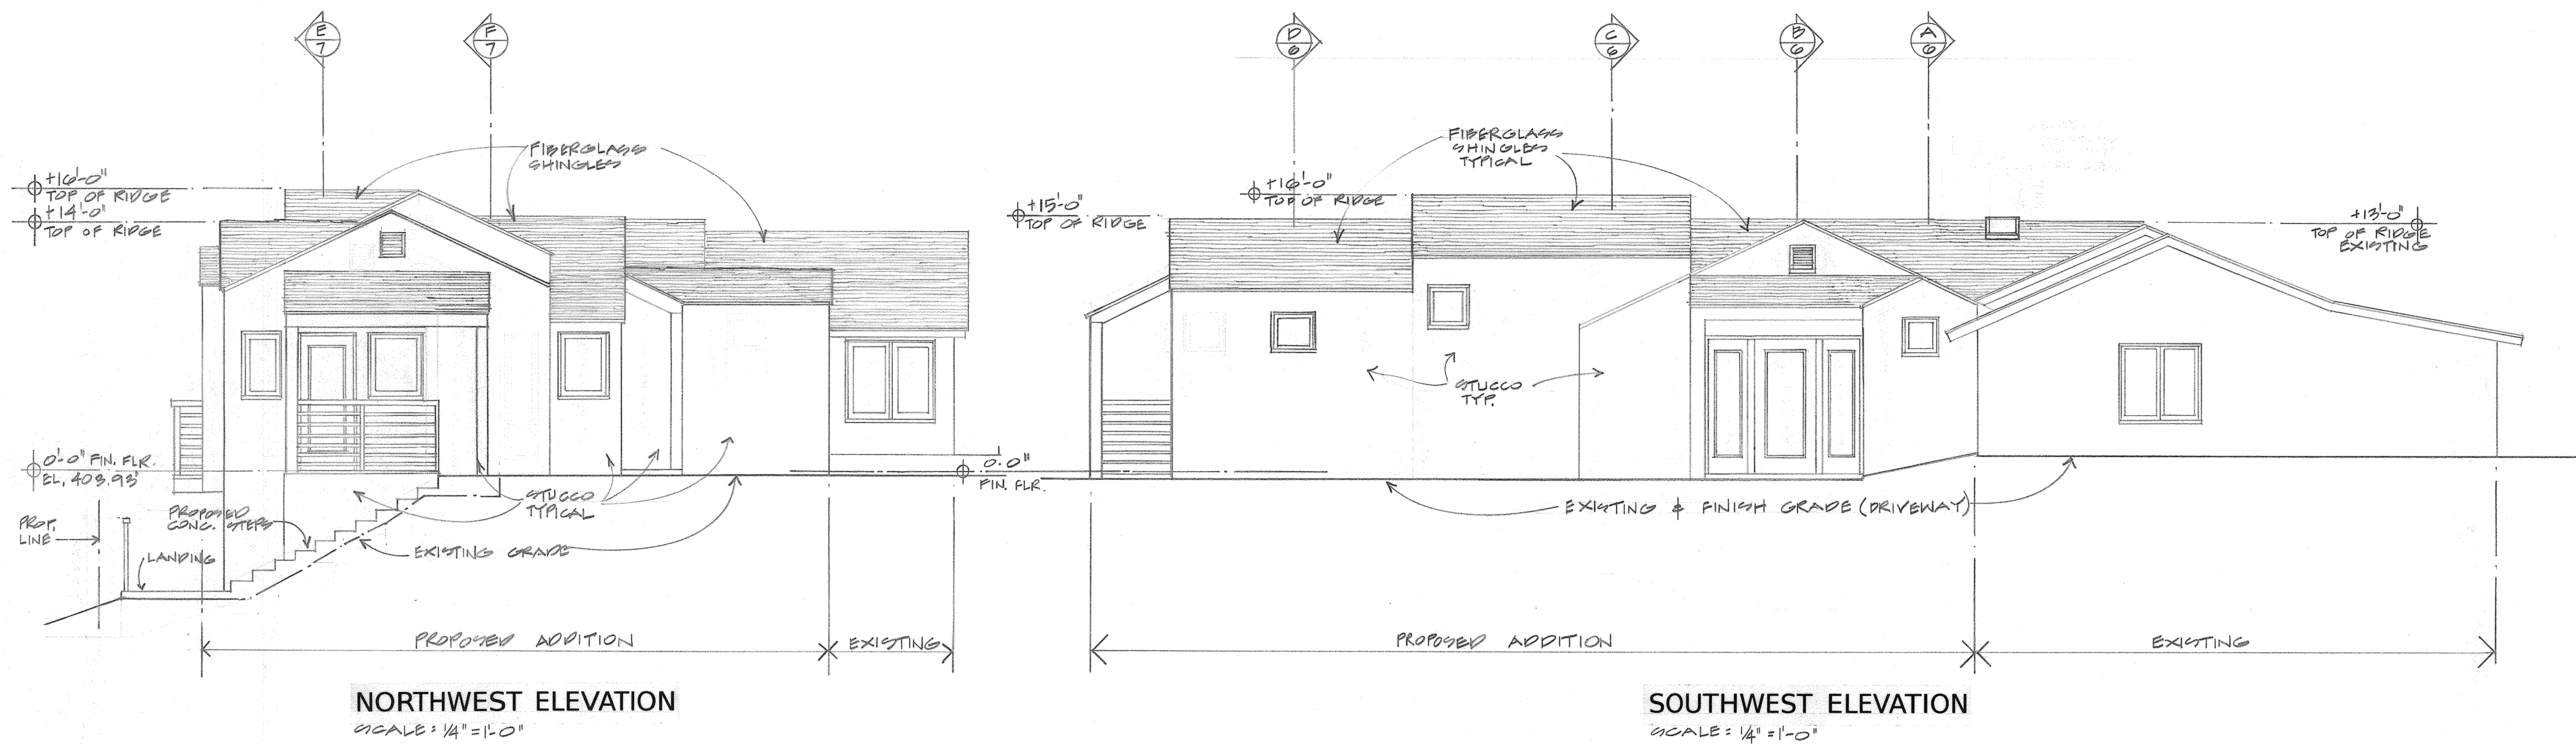 E
7
F
7
FIBERGLASS
SHINGLES
+16'-0"
TOP OF RIDGE
+14'-0"
TOP OF RIDGE
0'-0" FIN. FLR.
EL. 403.93'
PROP.
LINE
PROPOSED
CONC. STEPS
LANDING
STUCCO
TYPICAL
EXISTING GRADE
0'-0"
FIN. FLR.
PROPOSED ADDITION
EXISTING
NORTHWEST ELEVATION
SCALE: 1/4" = 1'-0"
D
6
C
6
B
6
A
6
FIBERGLASS
SHINGLES
TYPICAL
+16'-0"
TOP OF RIDGE
+15'-0"
TOP OF RIDGE
+13'-0"
TOP OF RIDGE
EXISTING
STUCCO
TYP.
EXISTING & FINISH GRADE (DRIVEWAY)
PROPOSED ADDITION
EXISTING
SOUTHWEST ELEVATION
SCALE: 1/4" = 1'-0"